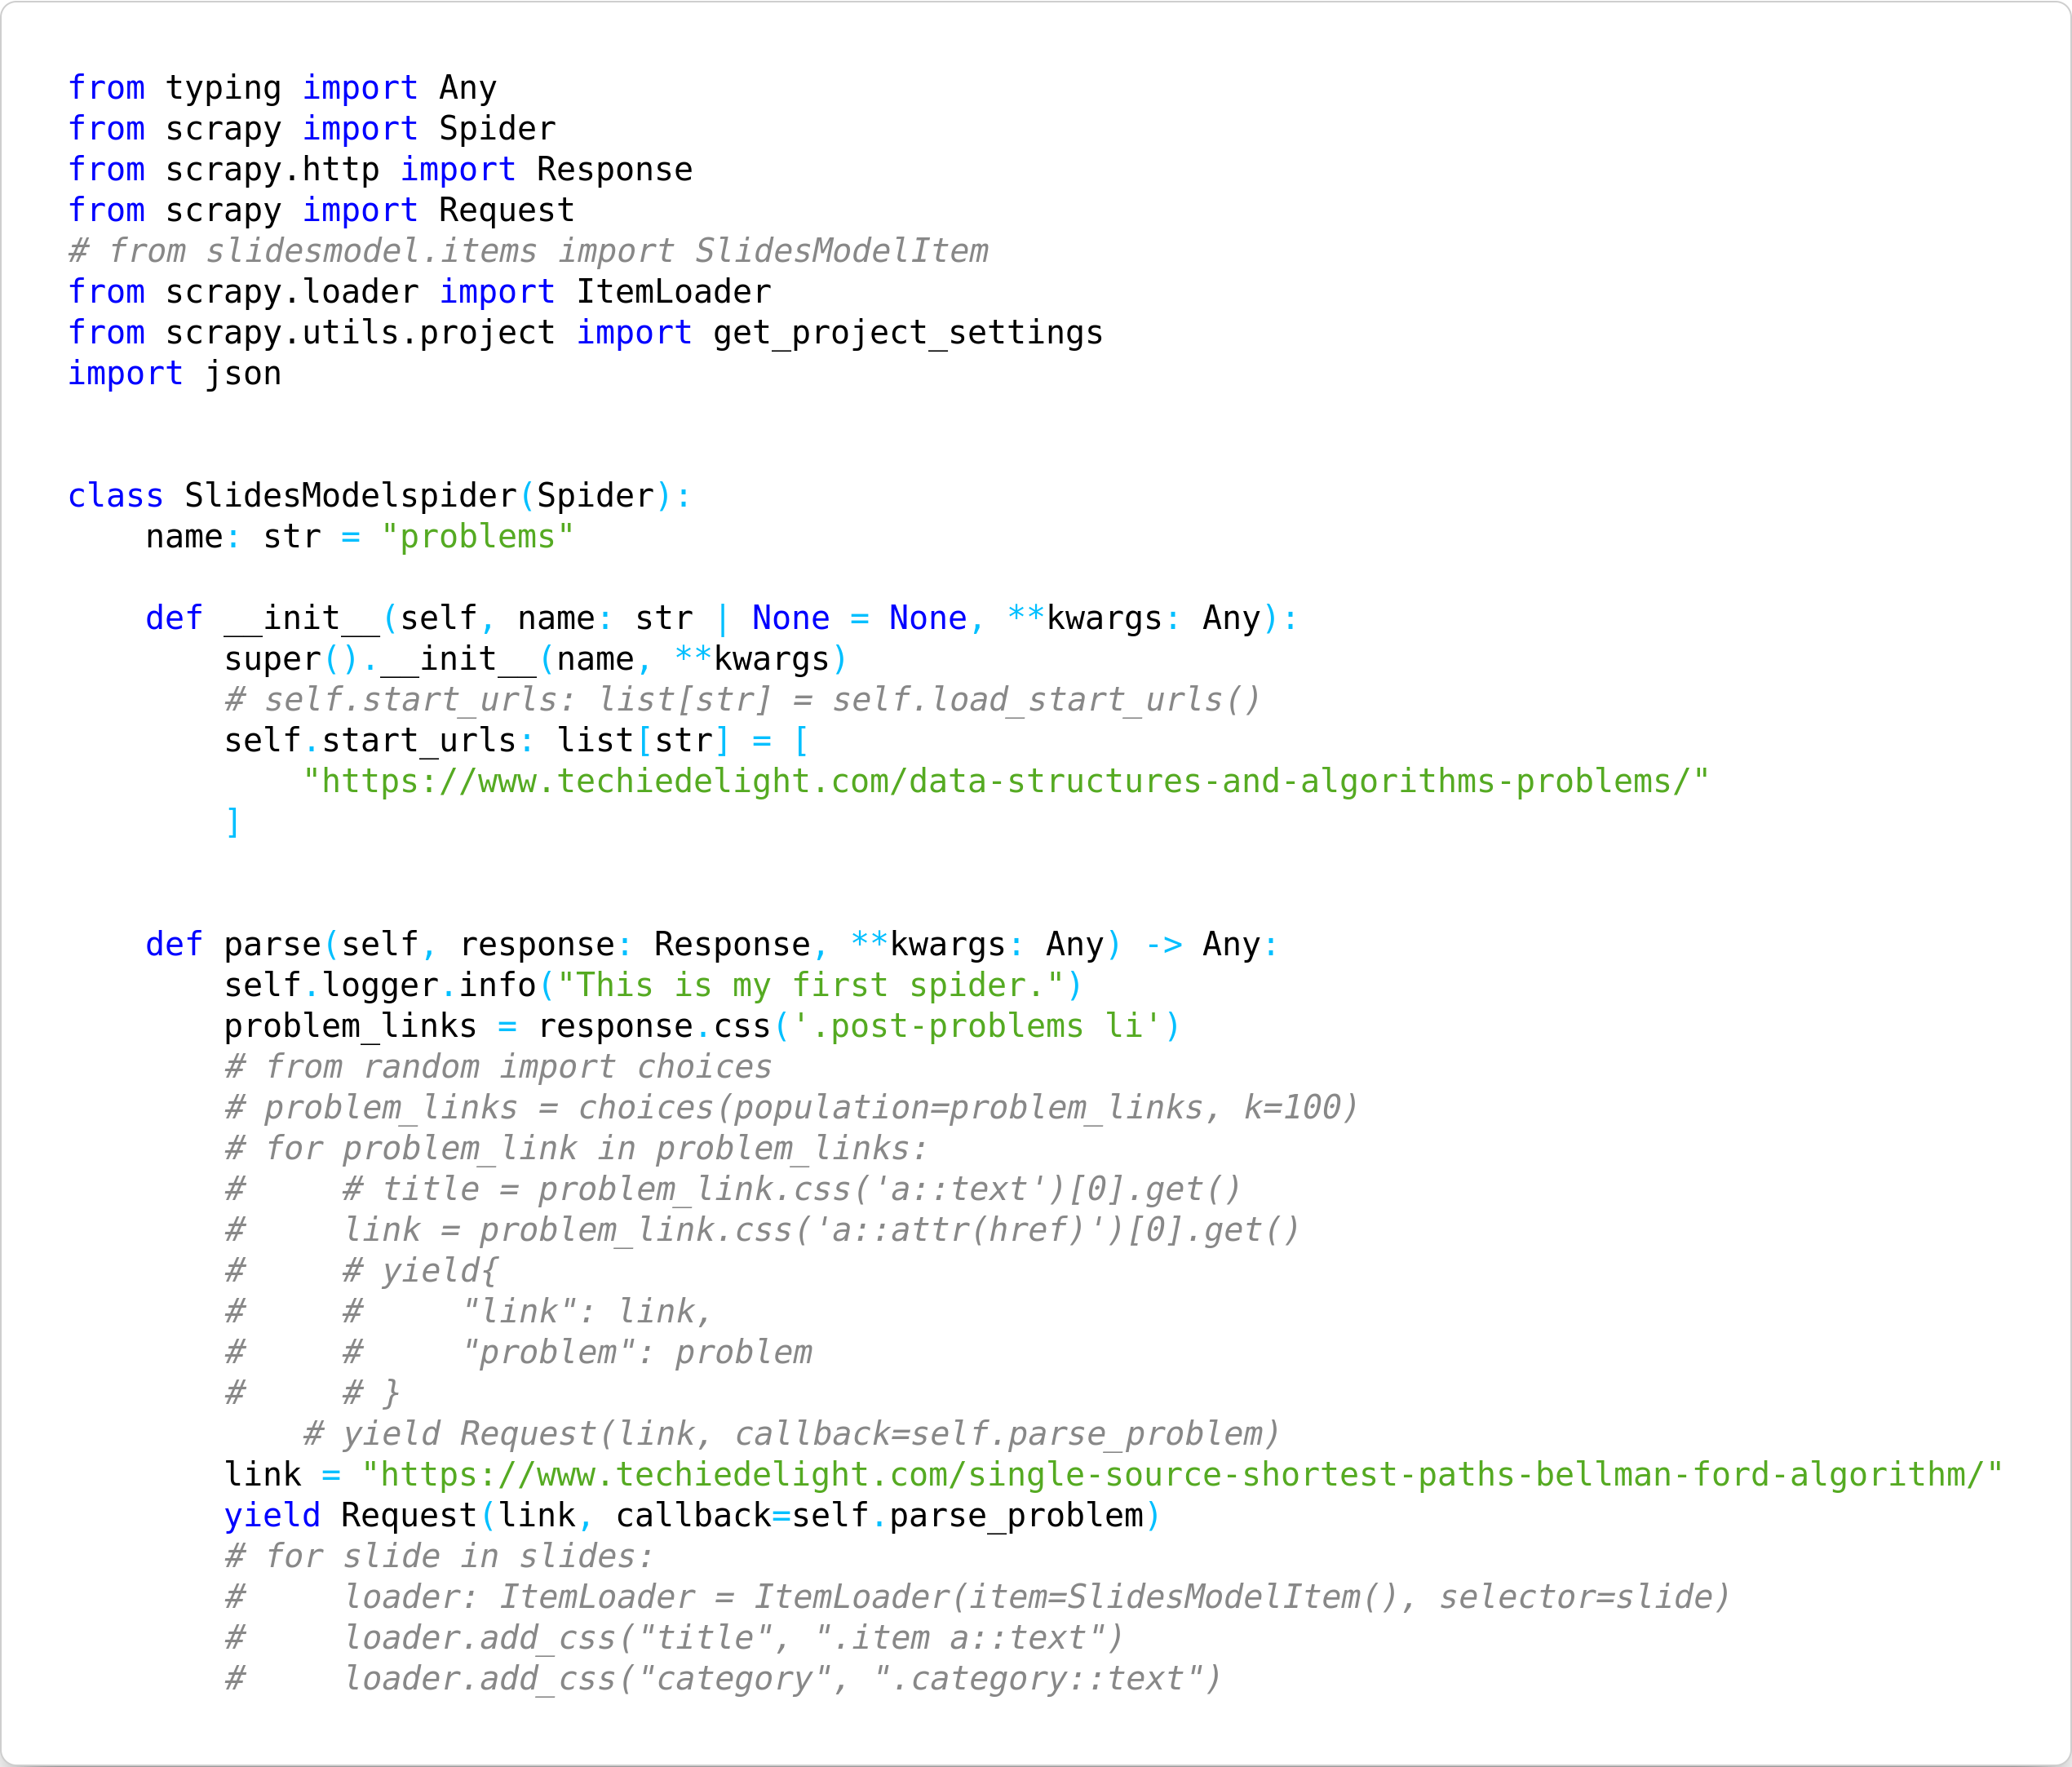 from typing import Any
from scrapy import Spider
from scrapy.http import Response
from scrapy import Request
# from slidesmodel.items import SlidesModelItem
from scrapy.loader import ItemLoader
from scrapy.utils.project import get_project_settings
import json
class SlidesModelspider(Spider):
    name: str = "problems"
    def __init__(self, name: str | None = None, **kwargs: Any):
        super().__init__(name, **kwargs)
        # self.start_urls: list[str] = self.load_start_urls()
        self.start_urls: list[str] = [
            "https://www.techiedelight.com/data-structures-and-algorithms-problems/"
        ]
    def parse(self, response: Response, **kwargs: Any) -> Any:
        self.logger.info("This is my first spider.")
        problem_links = response.css('.post-problems li')
        # from random import choices
        # problem_links = choices(population=problem_links, k=100)
        # for problem_link in problem_links:
        #     # title = problem_link.css('a::text')[0].get()
        #     link = problem_link.css('a::attr(href)')[0].get()
        #     # yield{
        #     #     "link": link,
        #     #     "problem": problem
        #     # }
            # yield Request(link, callback=self.parse_problem)
        link = "https://www.techiedelight.com/single-source-shortest-paths-bellman-ford-algorithm/"
        yield Request(link, callback=self.parse_problem)
        # for slide in slides:
        #     loader: ItemLoader = ItemLoader(item=SlidesModelItem(), selector=slide)
        #     loader.add_css("title", ".item a::text")
        #     loader.add_css("category", ".category::text")